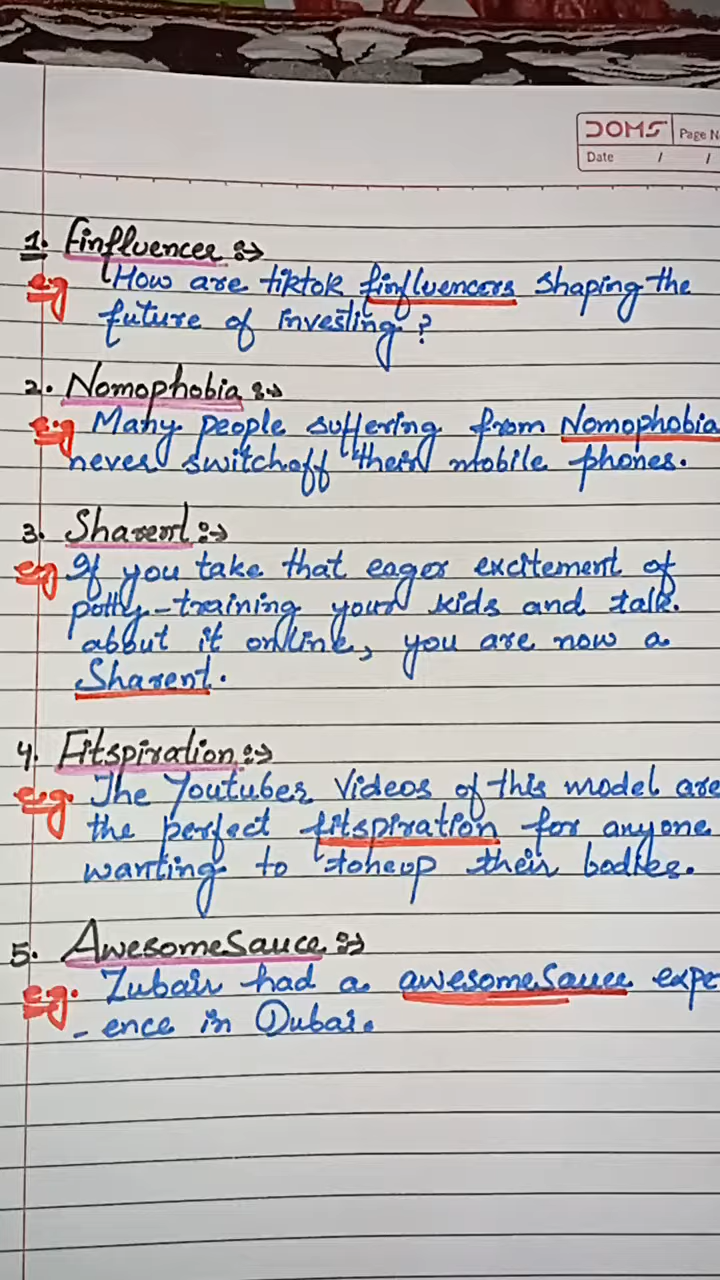 DOMS Page N
Date / /
1. Finfluencer :->
eg How are tiktok finfluencers shaping the
future of investing?
2. Nomophobia :->
eg Many people suffering from Nomophobia
never switchoff their mobile phones.
3. Sharent :->
eg If you take that eager excitement of
potty-training your kids and talk
about it online, you are now a
Sharent.
4. Fitspiration :->
eg. The Youtuber Videos of this model are
the perfect fitspiration for anyone
wanting to toneup their bodies.
5. AwesomeSauce :->
eg. Zubair had a awesomeSauce expe
- ence in Dubai.